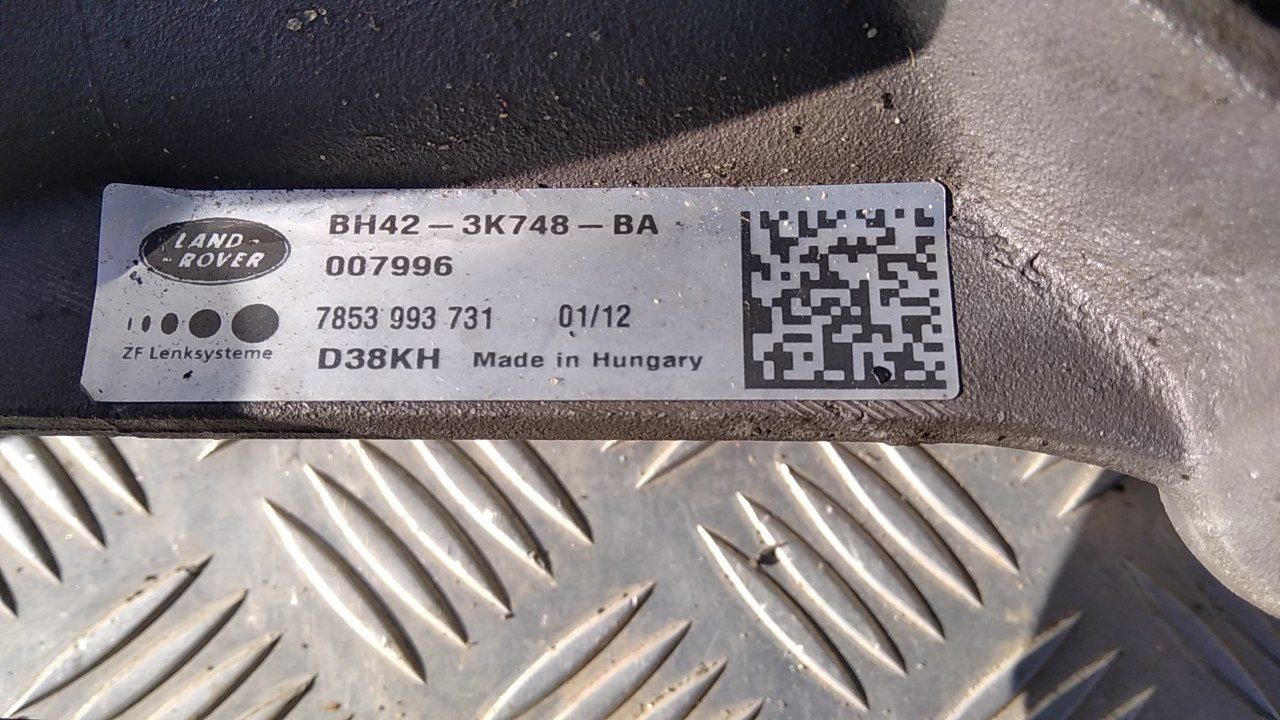 LAND-
-ROVER
BH42-3K748-BA
007996
7853 993 731 01/12
ZF Lenksysteme
D38KH Made in Hungary